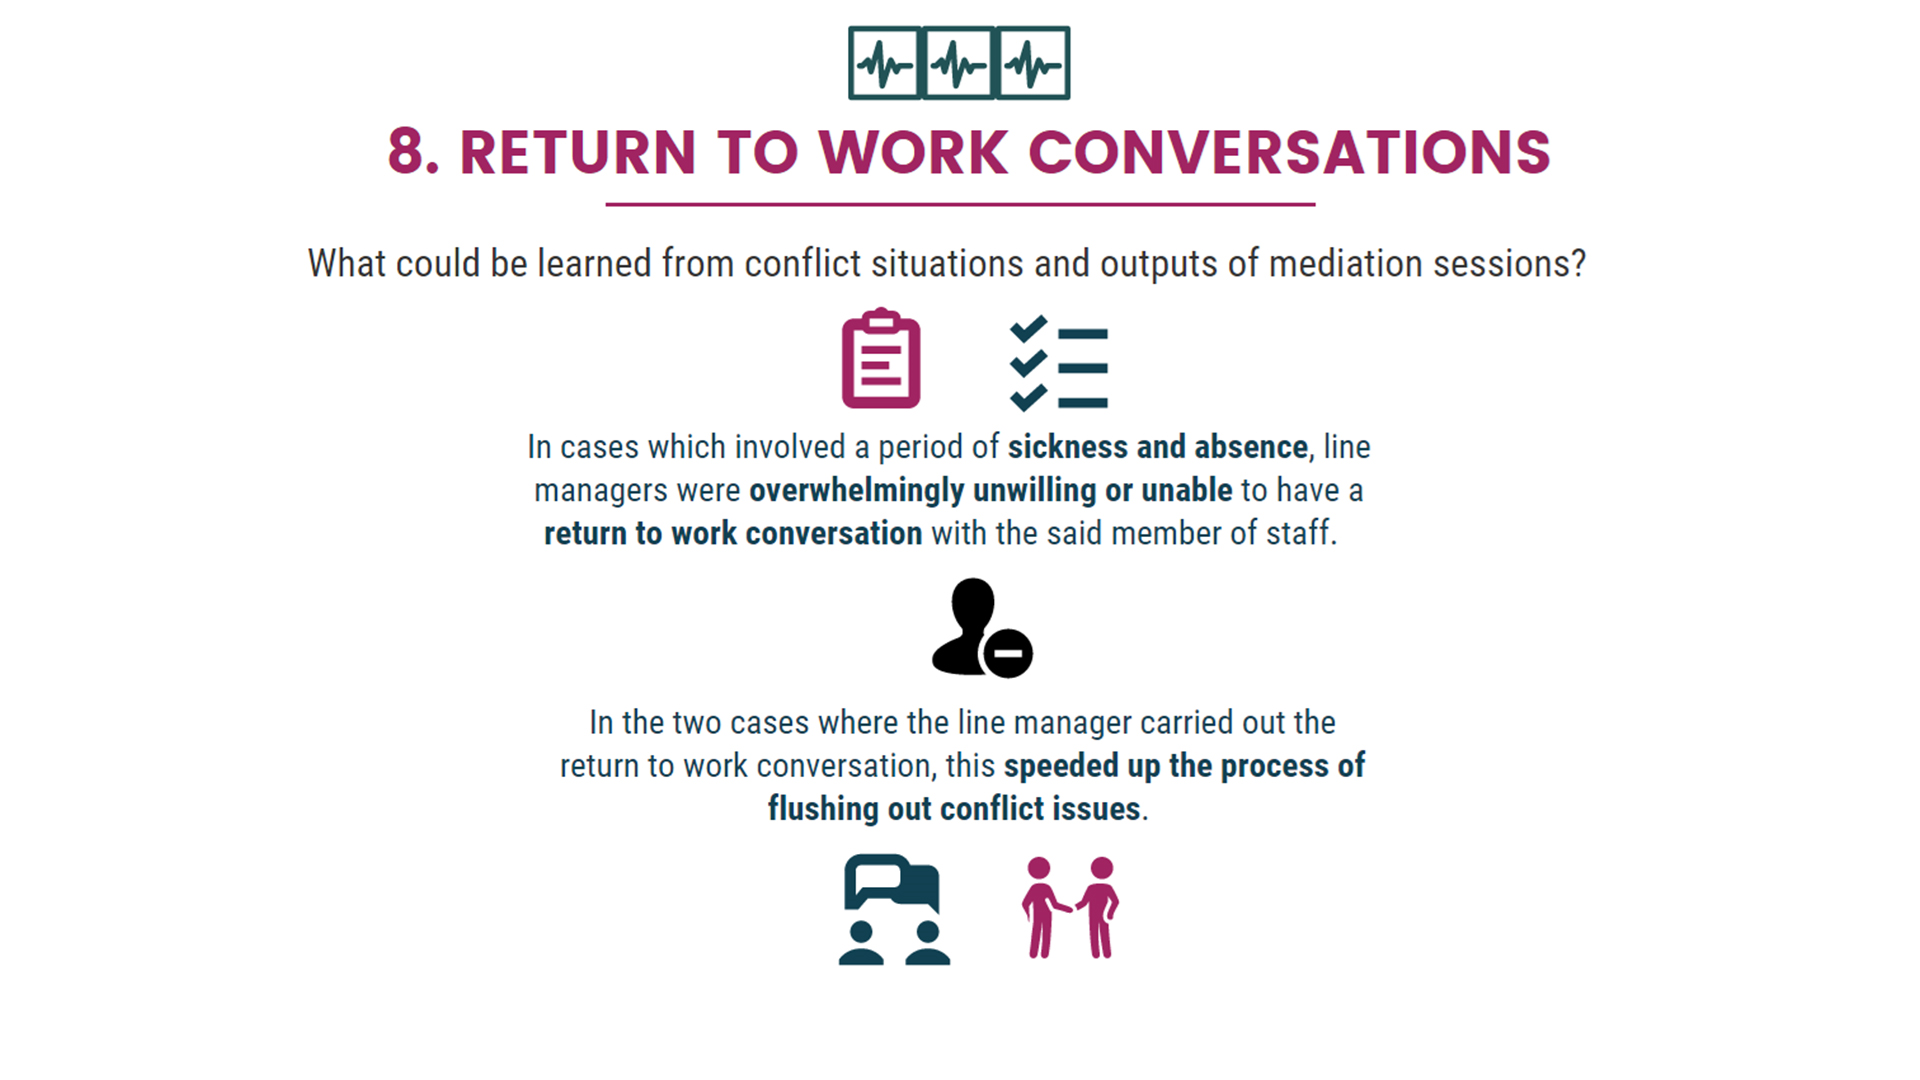 8. RETURN TO WORK CONVERSATIONS
What could be learned from conflict situations and outputs of mediation sessions?
In cases which involved a period of sickness and absence, line
managers were overwhelmingly unwilling or unable to have a
return to work conversation with the said member of staff.
In the two cases where the line manager carried out the
return to work conversation, this speeded up the process of
flushing out conflict issues.